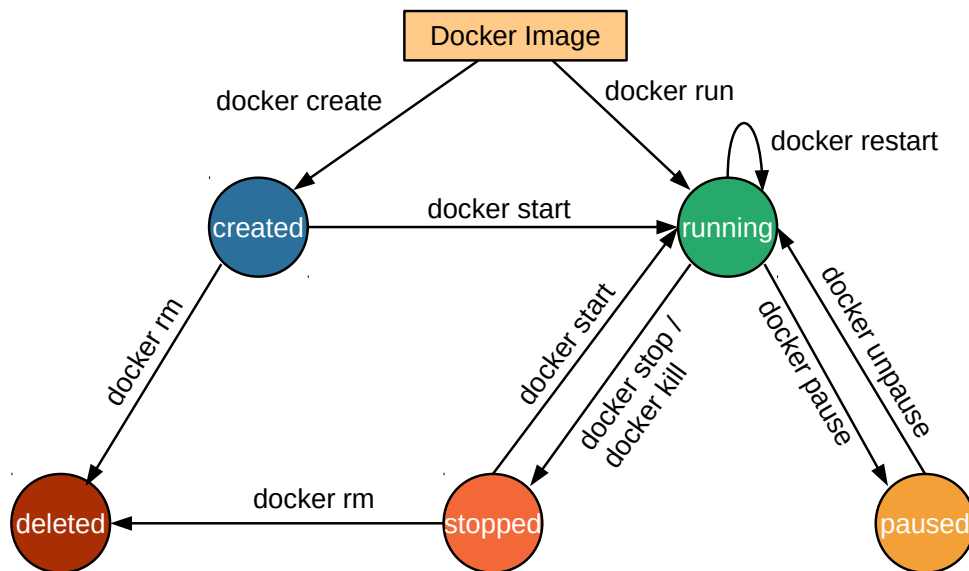 Docker Image
docker create
docker run
docker restart
created
docker start
running
docker rm
docker start
docker stop /
docker kill
docker pause
docker unpause
deleted
docker rm
stopped
paused